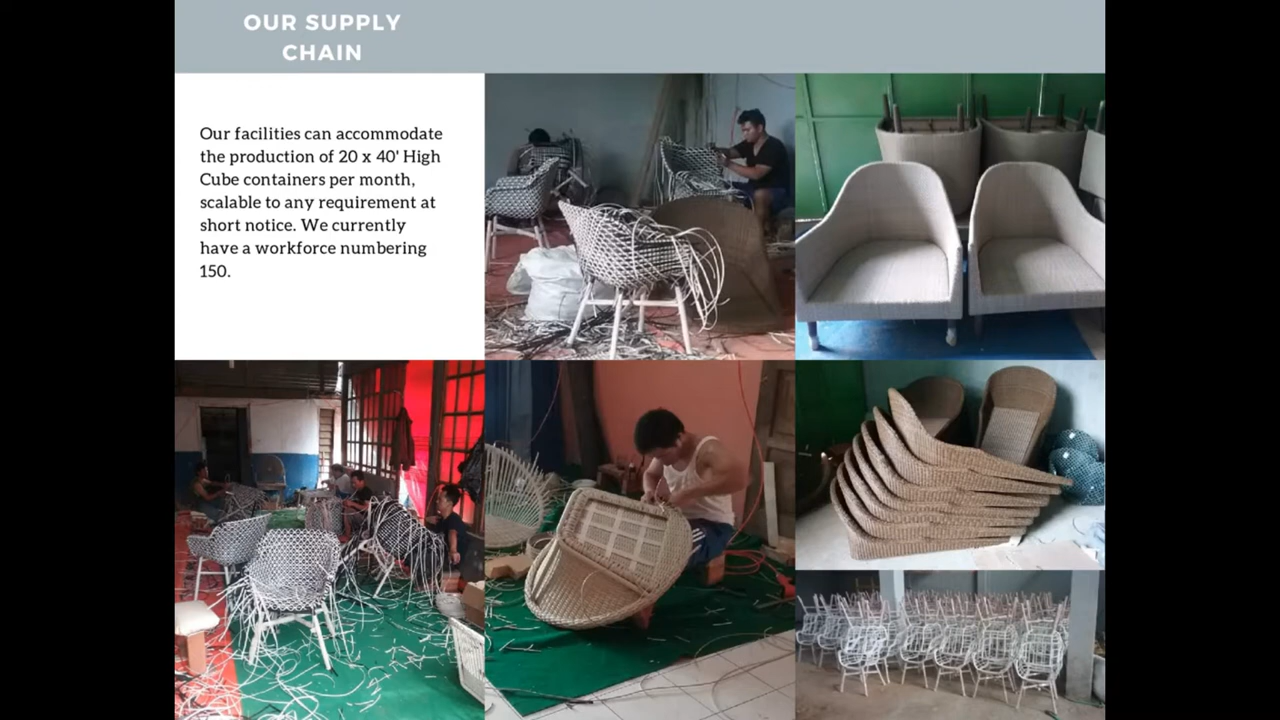 OUR SUPPLY
CHAIN
Our facilities can accommodate
the production of 20 x 40' High
Cube containers per month,
scalable to any requirement at
short notice. We currently
have a workforce numbering
150.